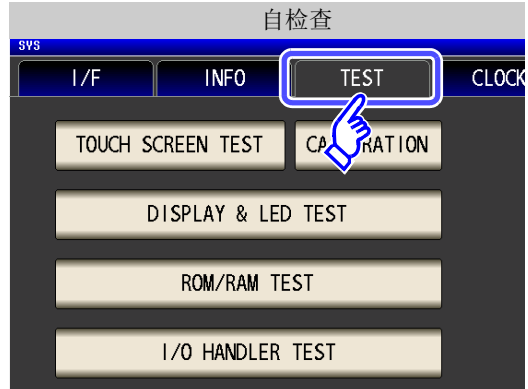 自检查
SYS
I/F INFO TEST CLOCK
TOUCH SCREEN TEST
DISPLAY & LED TEST
ROM/RAM TEST
I/O HANDLER TEST